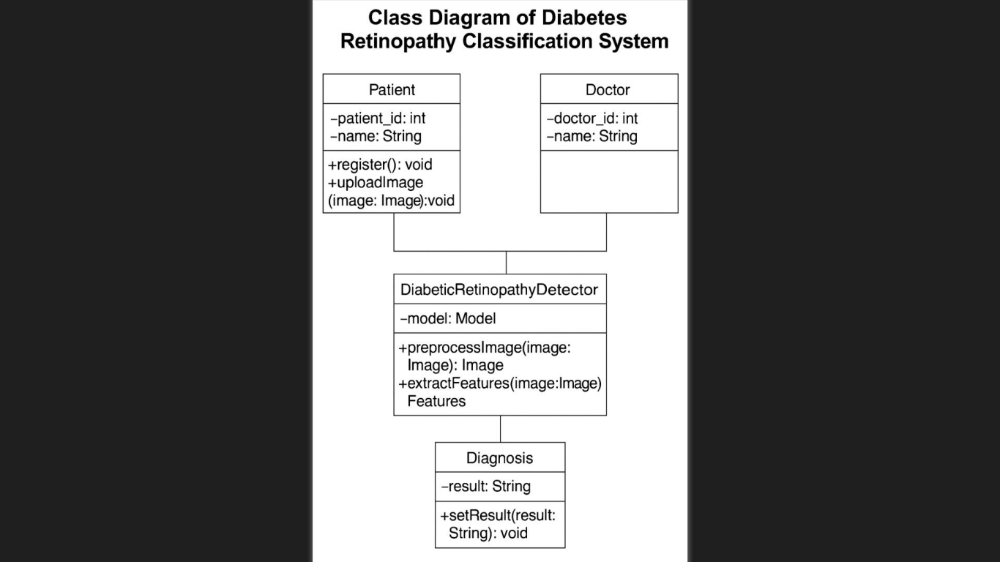 Class Diagram of Diabetes
Retinopathy Classification System
Patient
–patient_id: int
–name: String
+register(): void
+uploadImage
(image: Image):void
Doctor
–doctor_id: int
–name: String
DiabeticRetinopathyDetector
–model: Model
+preprocessImage(image:
Image): Image
+extractFeatures(image:Image)
Features
Diagnosis
–result: String
+setResult(result:
String): void